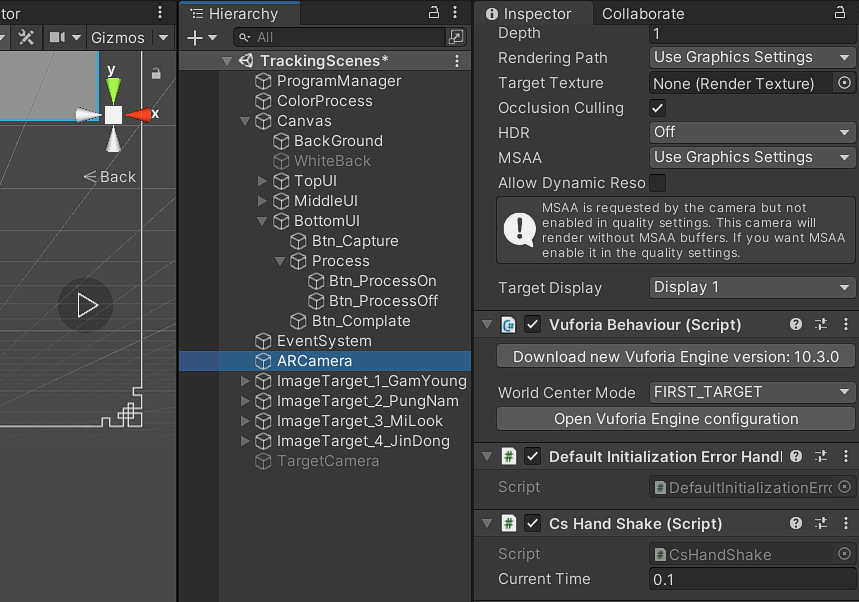 tor
Gizmos
y
x
Back
Hierarchy
All
TrackingScenes*
ProgramManager
ColorProcess
Canvas
BackGround
WhiteBack
TopUI
MiddleUI
BottomUI
Btn_Capture
Process
Btn_ProcessOn
Btn_ProcessOff
Btn_Complate
EventSystem
ARCamera
ImageTarget_1_GamYoung
ImageTarget_2_PungNam
ImageTarget_3_MiLook
ImageTarget_4_JinDong
TargetCamera
Inspector Collaborate
Depth 1
Rendering Path Use Graphics Settings
Target Texture None (Render Texture)
Occlusion Culling
HDR Off
MSAA Use Graphics Settings
Allow Dynamic Reso
MSAA is requested by the camera but not
enabled in quality settings. This camera will
render without MSAA buffers. If you want MSAA
enable it in the quality settings.
Target Display Display 1
Vuforia Behaviour (Script)
Download new Vuforia Engine version: 10.3.0
World Center Mode FIRST_TARGET
Open Vuforia Engine configuration
# Default Initialization Error Handl
Script # DefaultInitializationErro
# Cs Hand Shake (Script)
Script # CsHandShake
Current Time 0.1